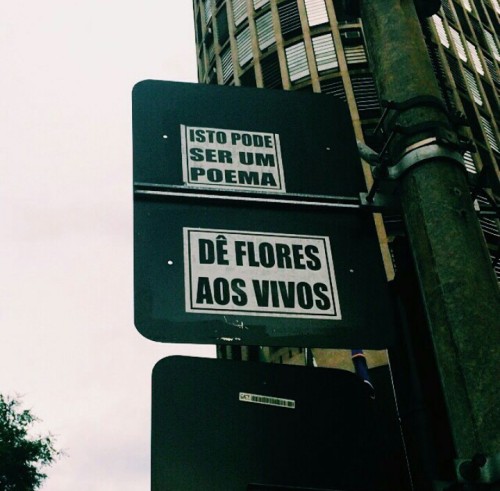 ISTO PODE
SER UM
POEMA
DÊ FLORES
AOS VIVOS